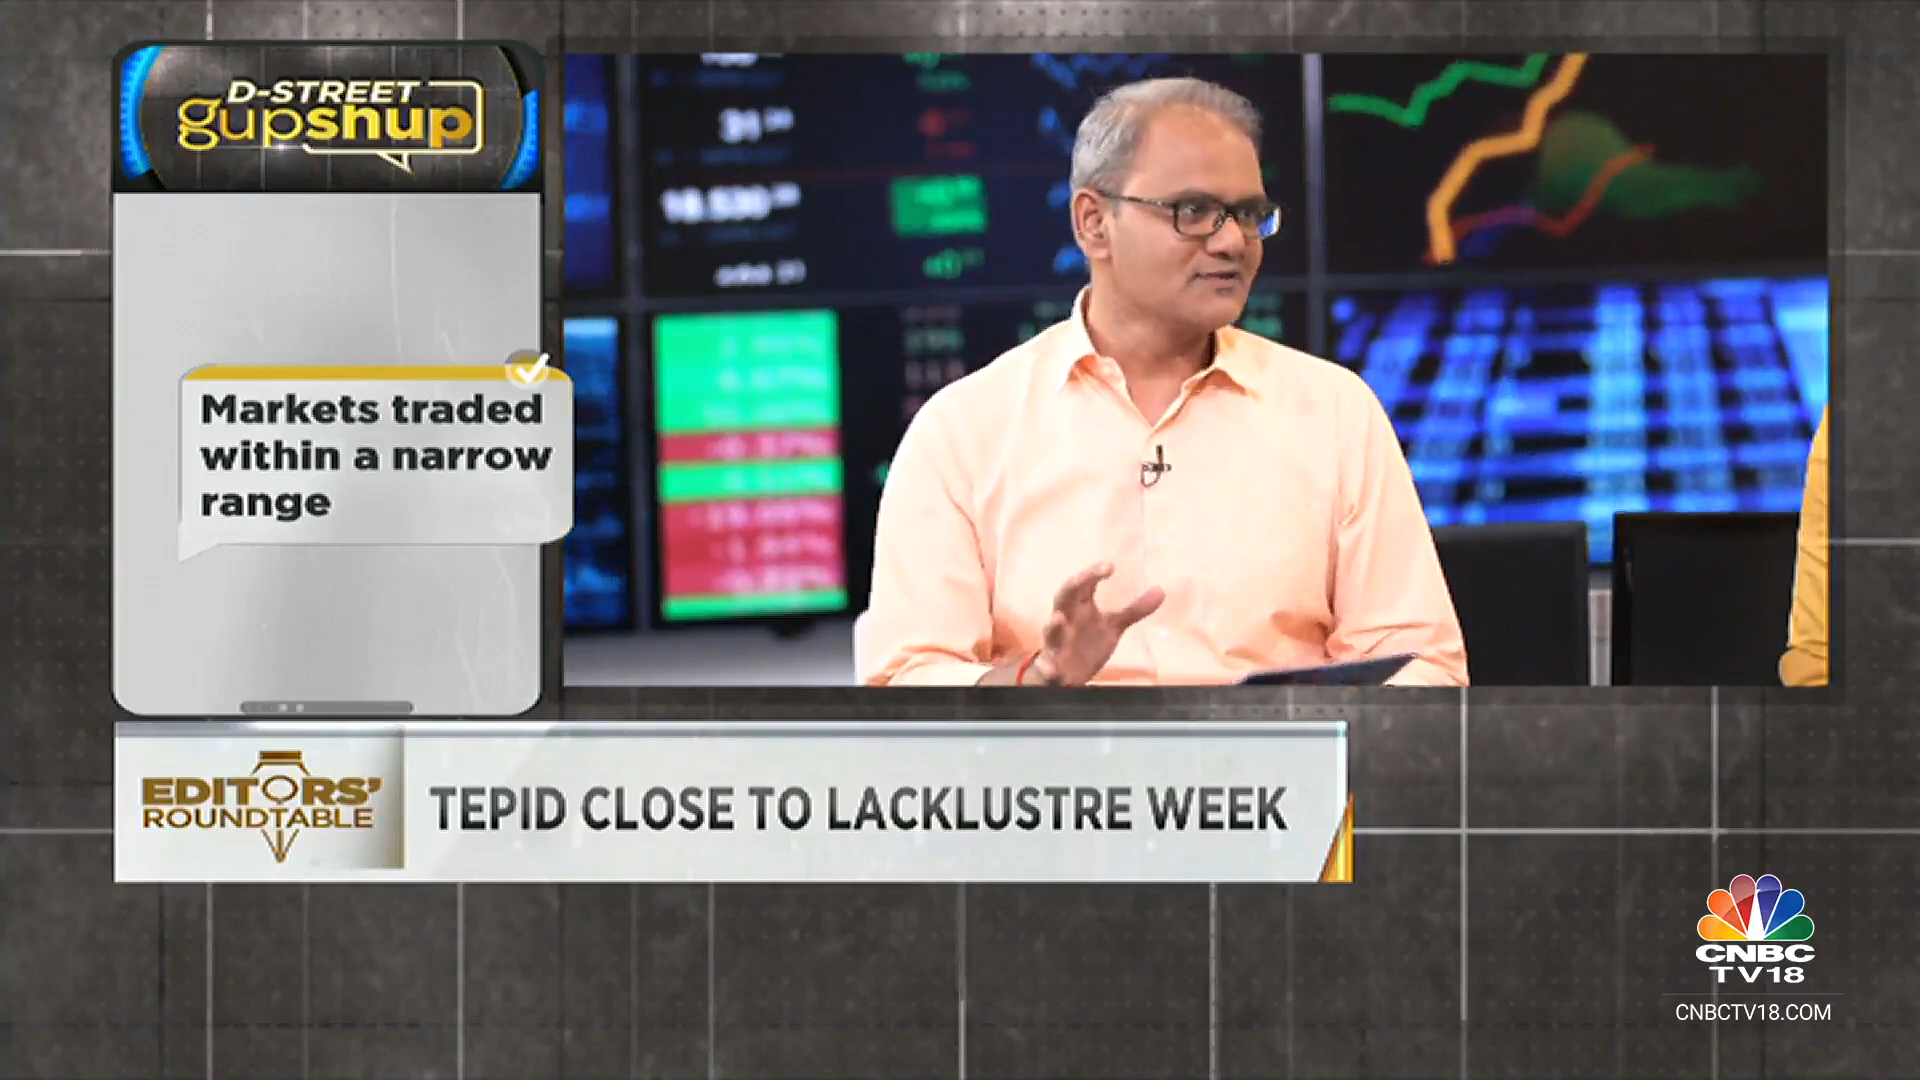 D-STREET
gupshup
Markets traded
within a narrow
range
EDITORS'
ROUNDTABLE
TEPID CLOSE TO LACKLUSTRE WEEK
CNBC
TV18
CNBCTV18.COM